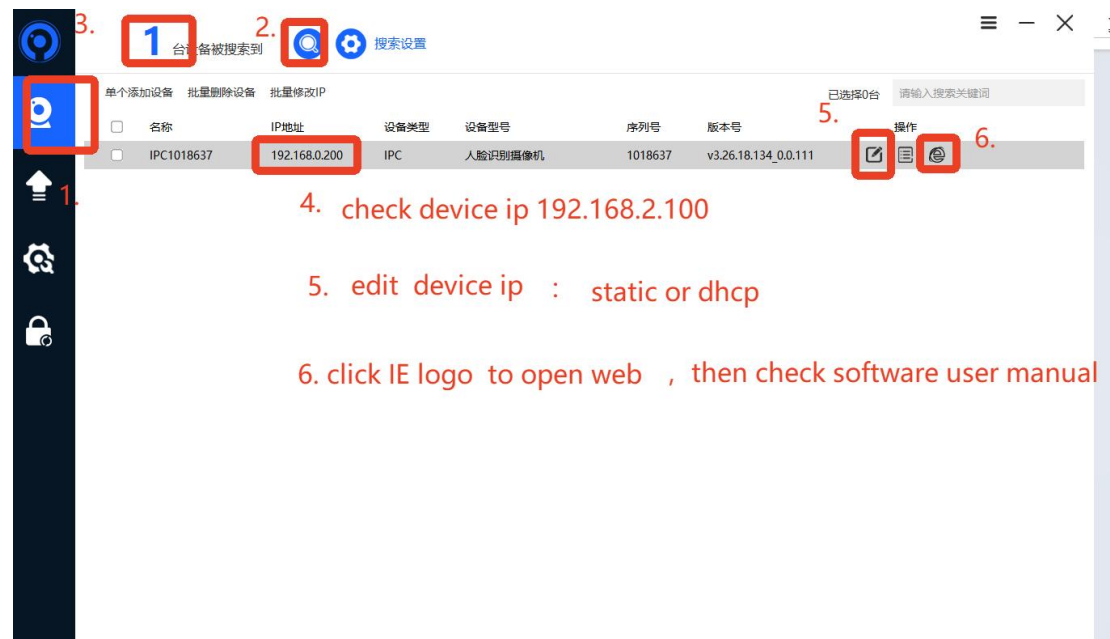 3.
2.
1 台设备被搜索到 搜索设置
单个添加设备 批量删除设备 批量修改IP 已选择0台 请输入搜索关键词
5.
名称 IP地址 设备类型 设备型号 序列号 版本号 操作
6.
IPC1018637 192.168.0.200 IPC 人脸识别摄像机 1018637 v3.26.18.134_0.0.111
1.
4. check device ip 192.168.2.100
5. edit device ip : static or dhcp
6. click IE logo to open web , then check software user manual